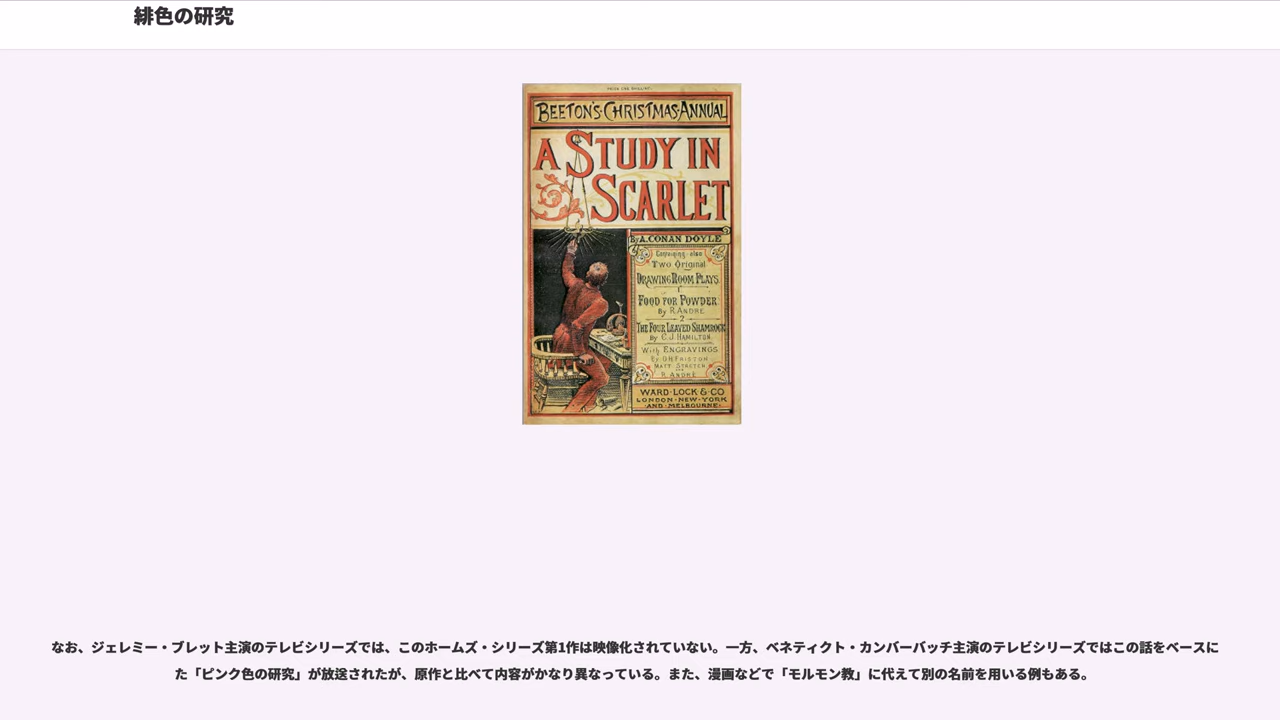 緋色の研究
PRICE ONE SHILLING.
BEETON'S CHRISTMAS ANNUAL
A STUDY IN
SCARLET
By A. CONAN DOYLE
Containing also
Two Original
DRAWING ROOM PLAYS.
1.
FOOD FOR POWDER
By R. ANDRÉ
2
THE FOUR LEAVED SHAMROCK
By C. J. HAMILTON
With ENGRAVINGS
By D.H FRISTON
MATT STRETCH
AND
R. ANDRÉ
WARD·LOCK & CO
LONDON·NEW·YORK
·AND·MELBOURNE·
なお、ジェレミー・ブレット主演のテレビシリーズでは、このホームズ・シリーズ第1作は映像化されていない。一方、ベネティクト・カンバーバッチ主演のテレビシリーズではこの話をベースに
た「ピンク色の研究」が放送されたが、原作と比べて内容がかなり異なっている。また、漫画などで「モルモン教」に代えて別の名前を用いる例もある。